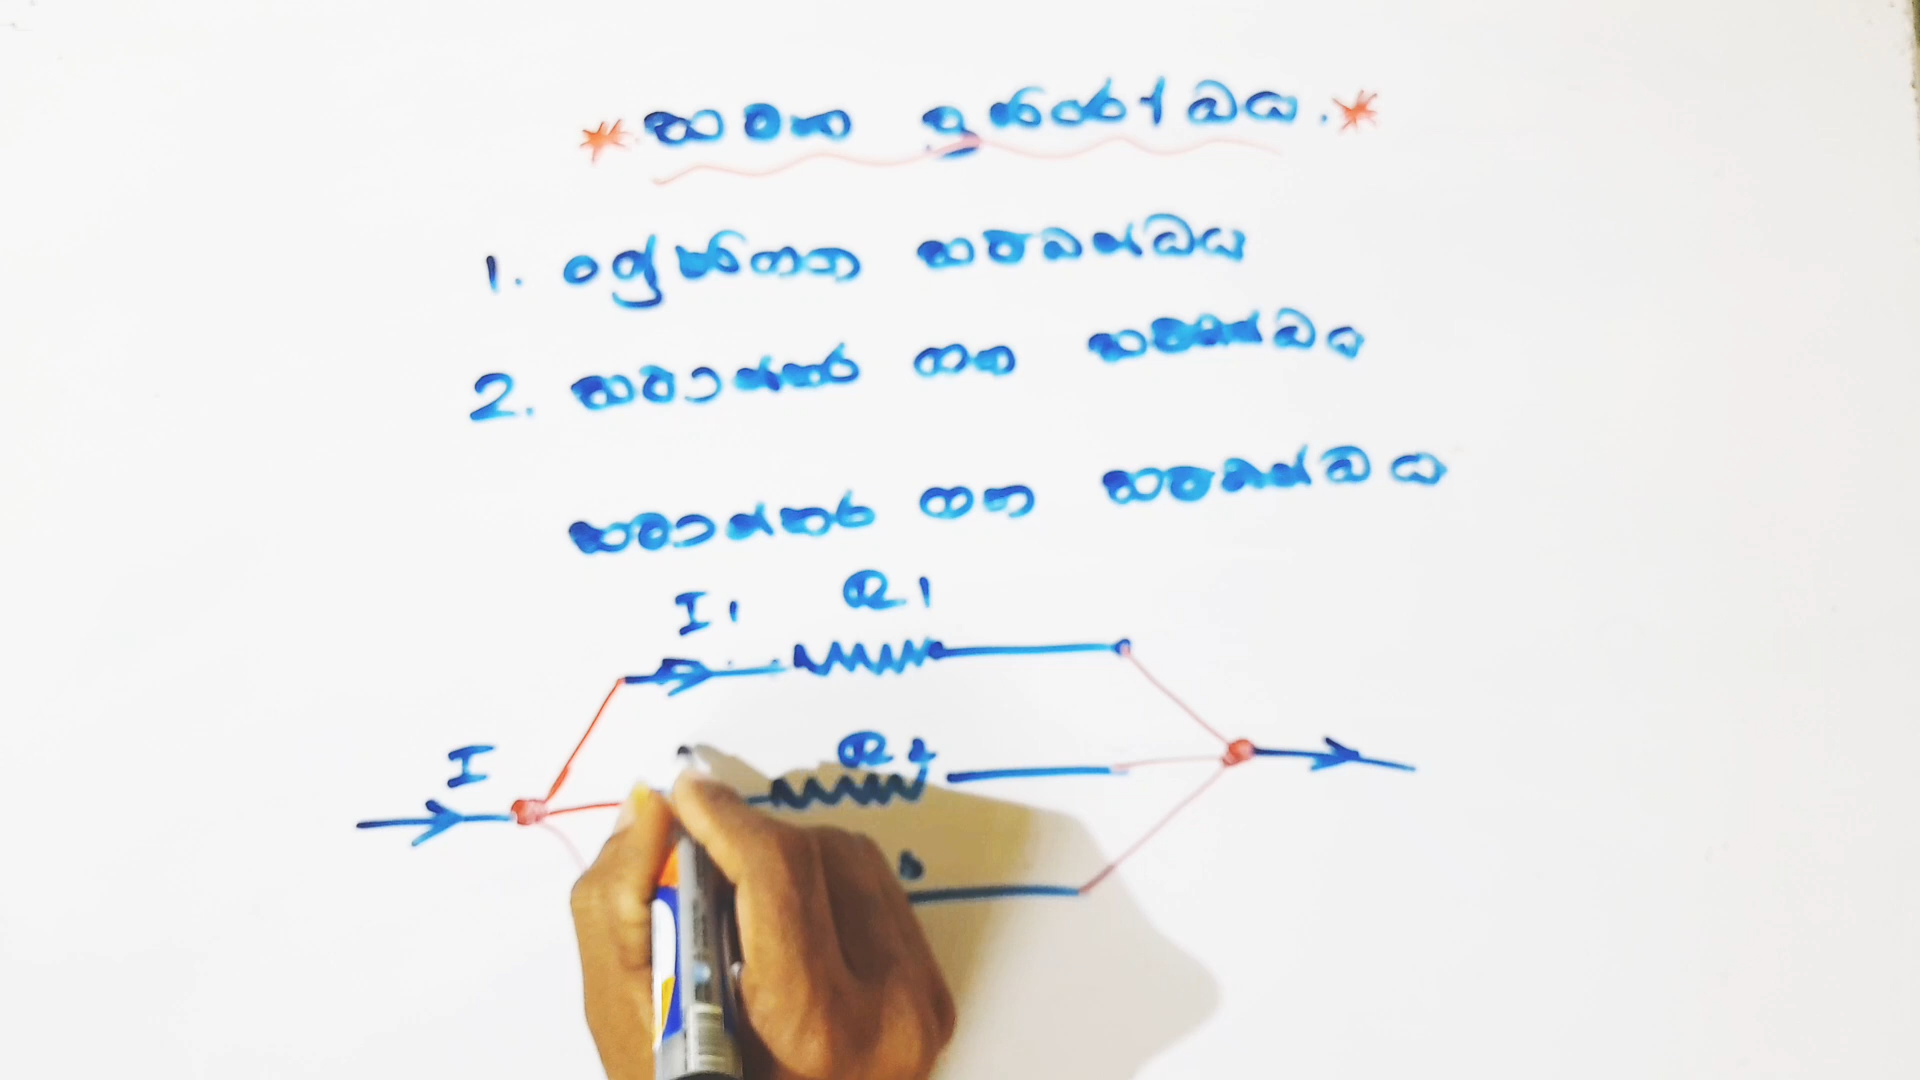 සමක ප්‍රතිරෝධය.
1. ශ්‍රේණිගත සම්බන්ධය
2. සමාන්තර ගත සම්බන්ධය
සමාන්තර ගත සම්බන්ධය
I1 R1
I R2